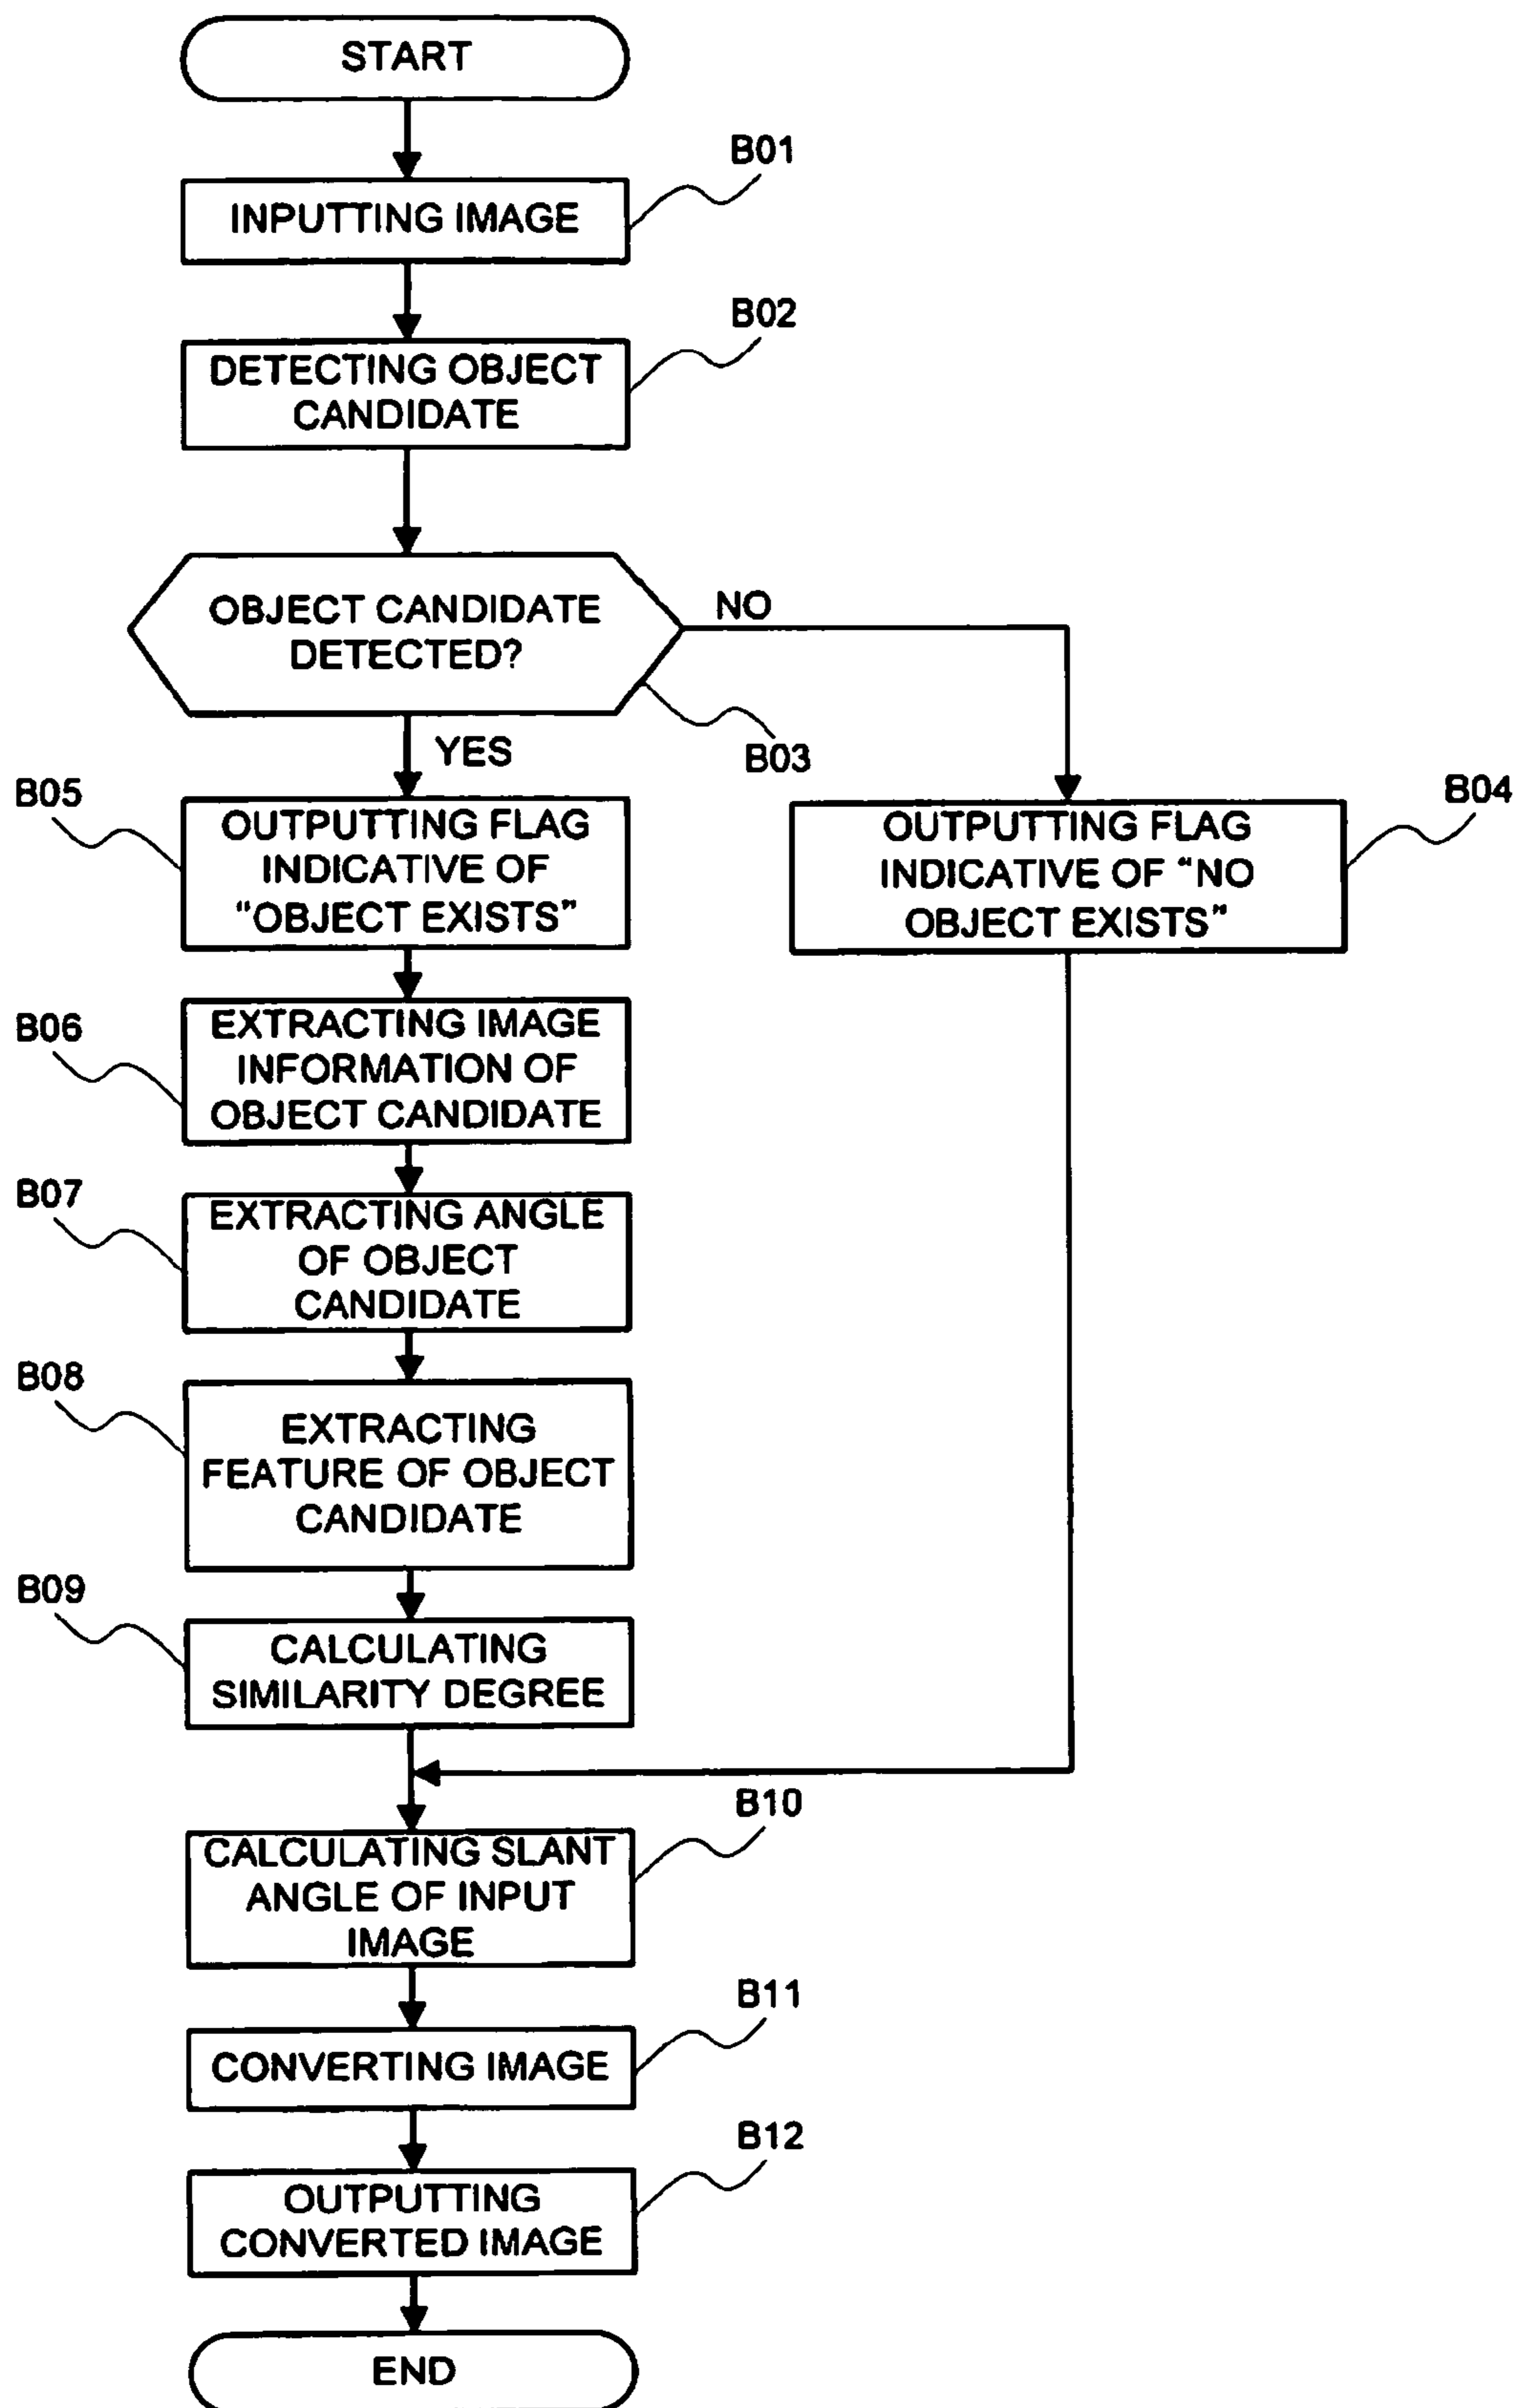 START
B01
INPUTTING IMAGE
B02
DETECTING OBJECT
CANDIDATE
OBJECT CANDIDATE
DETECTED?
NO
B03
YES
B05
OUTPUTTING FLAG
INDICATIVE OF
"OBJECT EXISTS"
B04
OUTPUTTING FLAG
INDICATIVE OF "NO
OBJECT EXISTS"
B06
EXTRACTING IMAGE
INFORMATION OF
OBJECT CANDIDATE
B07
EXTRACTING ANGLE
OF OBJECT
CANDIDATE
B08
EXTRACTING
FEATURE OF OBJECT
CANDIDATE
B09
CALCULATING
SIMILARITY DEGREE
B10
CALCULATING SLANT
ANGLE OF INPUT
IMAGE
B11
CONVERTING IMAGE
B12
OUTPUTTING
CONVERTED IMAGE
END